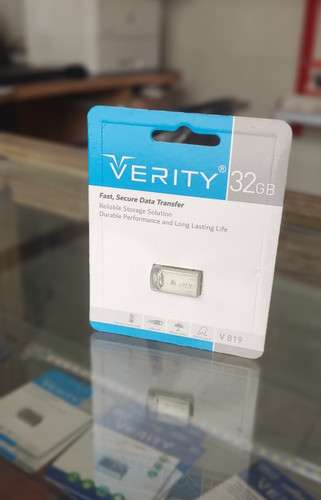 VERITY® 32GB
Fast, Secure Data Transfer
Reliable Storage Solution
Durable Performance and Long Lasting Life
V 819